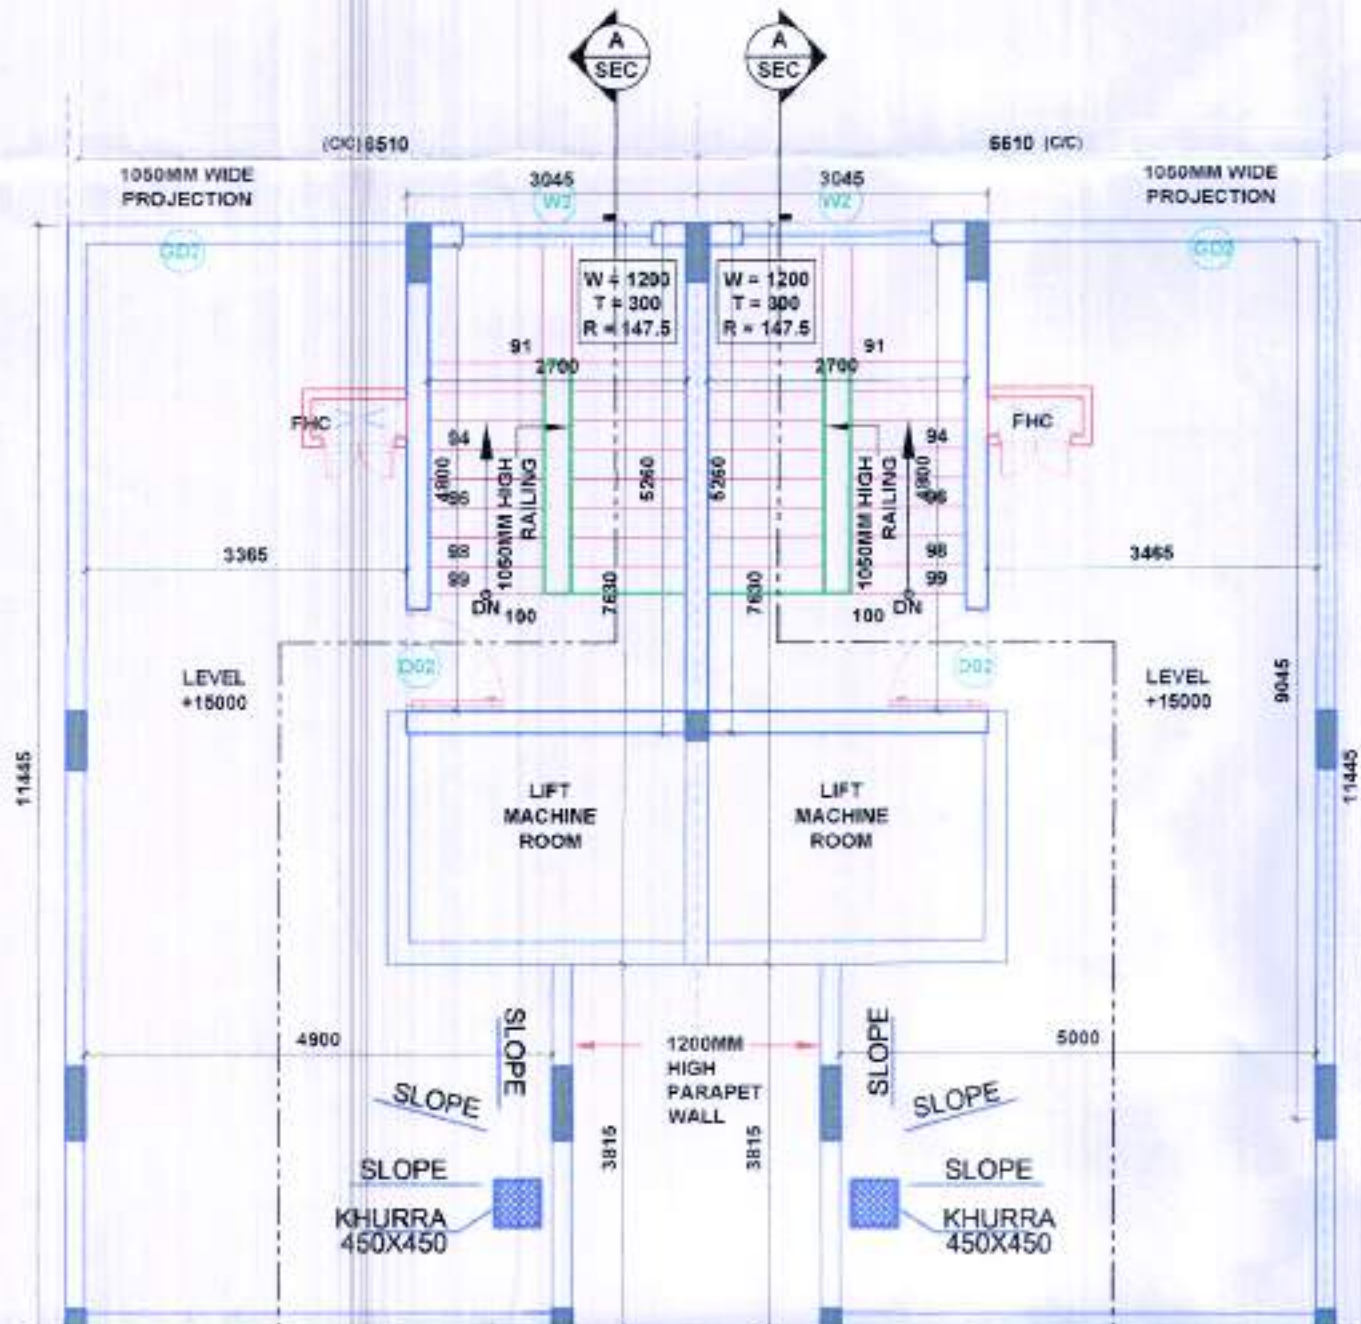 A
SEC
A
SEC
(C/C) 6510
6610 (C/C)
1050MM WIDE
PROJECTION
3045
3045
1050MM WIDE
PROJECTION
W2
W2
GD2
GD2
W = 1200
T = 300
R = 147.5
W = 1200
T = 300
R = 147.5
91
2700
91
2700
FHC
FHC
94
96
98
99
100
4800
1050MM HIGH
RAILING
5260
5260
1050MM HIGH
RAILING
4800
94
96
98
99
100
DN
DN
7630
7630
3365
3465
D02
D02
LEVEL
+15000
LEVEL
+15000
9045
11445
11445
LIFT
MACHINE
ROOM
LIFT
MACHINE
ROOM
4900
SLOPE
1200MM
HIGH
PARAPET
WALL
SLOPE
5000
SLOPE
SLOPE
3815
3815
SLOPE
SLOPE
KHURRA
450X450
KHURRA
450X450